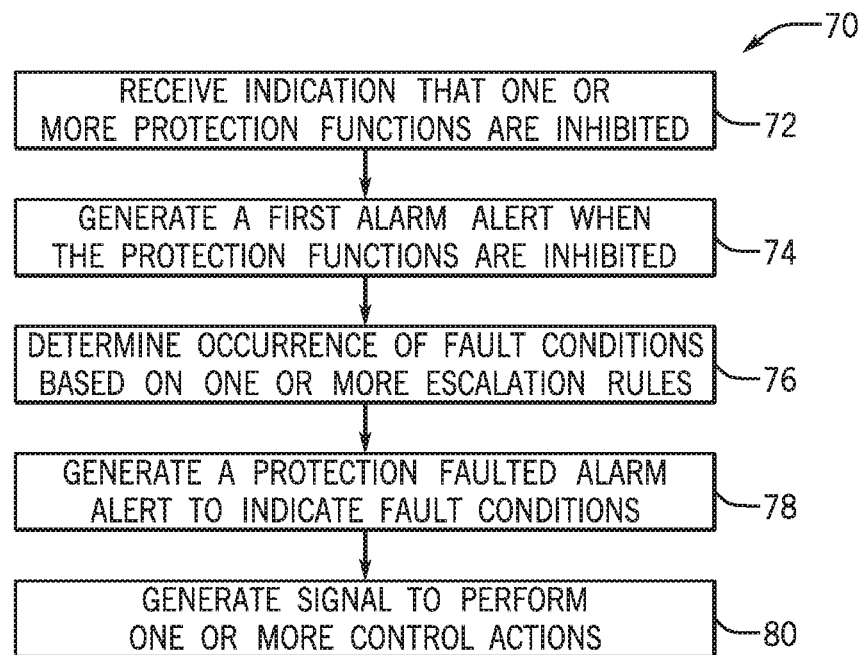 70
RECEIVE INDICATION THAT ONE OR
MORE PROTECTION FUNCTIONS ARE INHIBITED
72
GENERATE A FIRST ALARM ALERT WHEN
THE PROTECTION FUNCTIONS ARE INHIBITED
74
DETERMINE OCCURRENCE OF FAULT CONDITIONS
BASED ON ONE OR MORE ESCALATION RULES
76
GENERATE A PROTECTION FAULTED ALARM
ALERT TO INDICATE FAULT CONDITIONS
78
GENERATE SIGNAL TO PERFORM
ONE OR MORE CONTROL ACTIONS
80